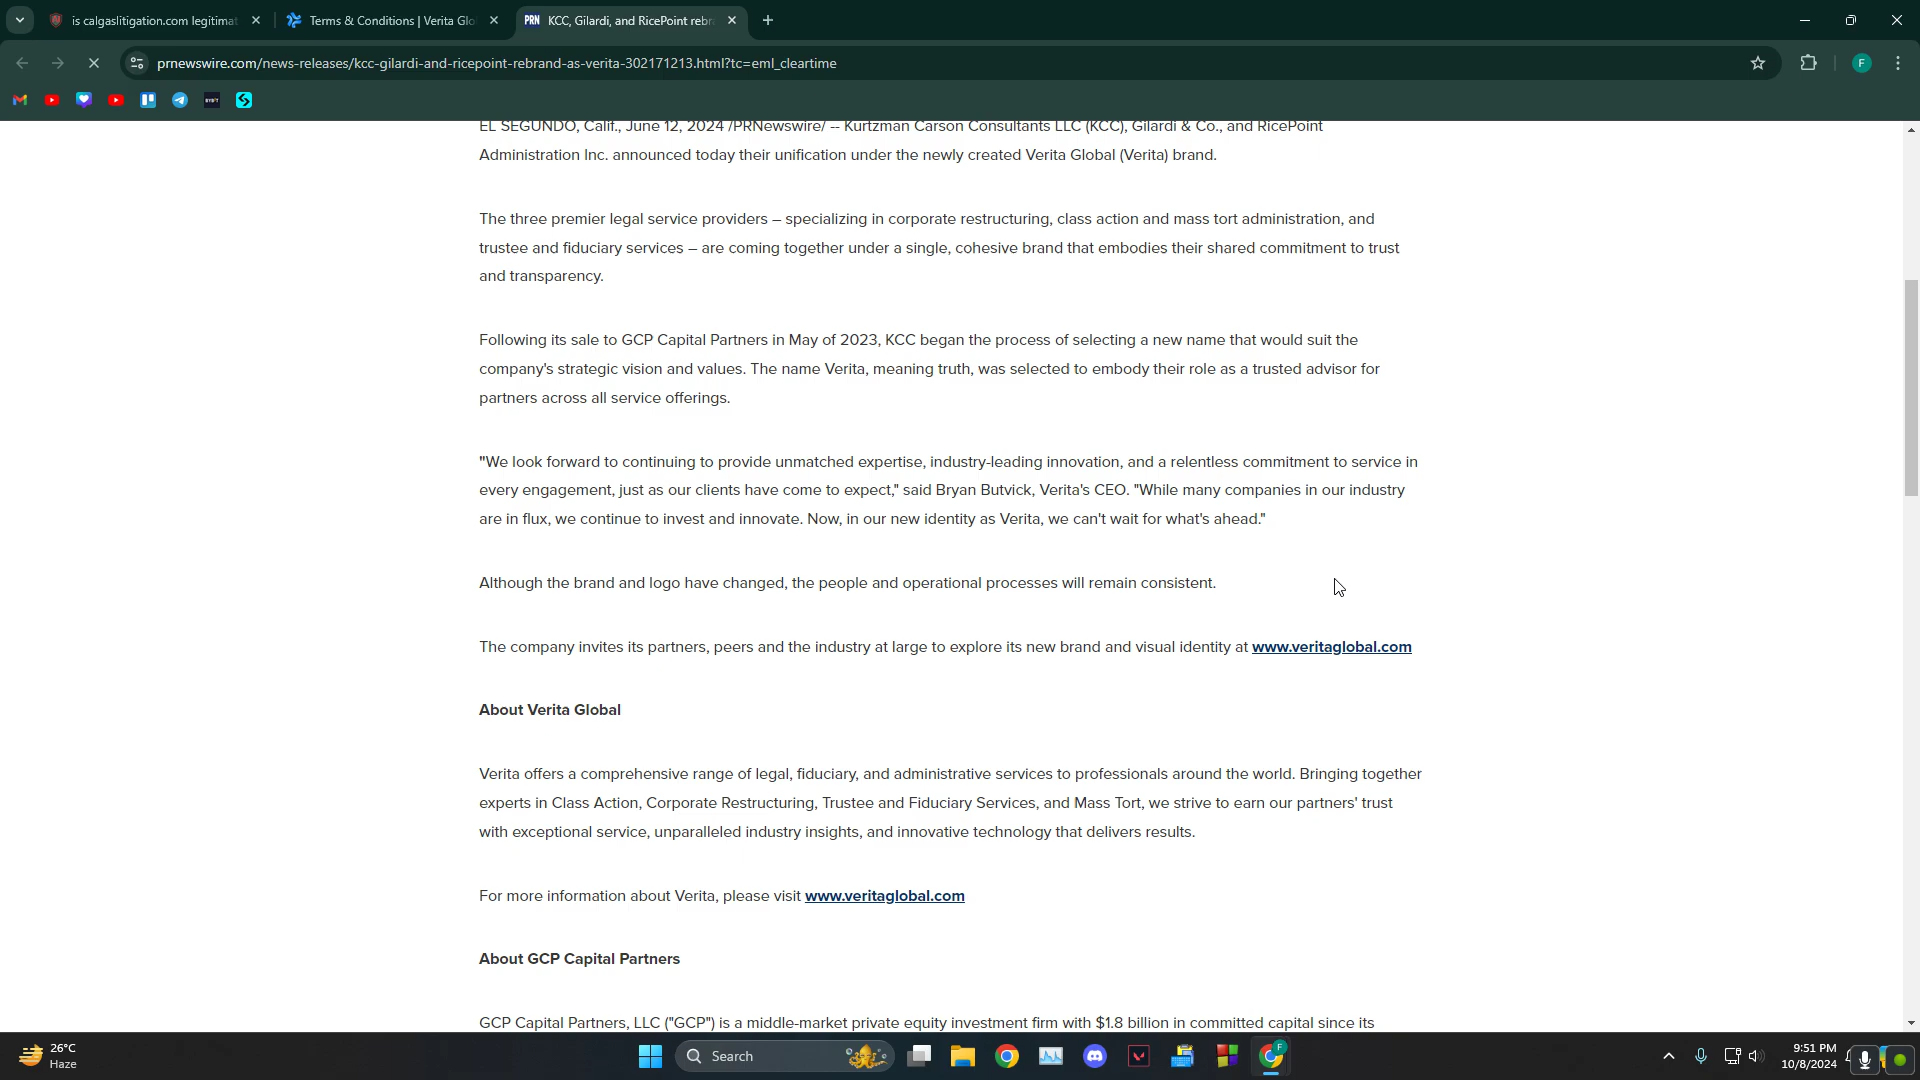 is calgaslitigation.com legitimat
Terms & Conditions | Verita Glo
PRN KCC, Gilardi, and RicePoint rebr
prnewswire.com/news-releases/kcc-gilardi-and-ricepoint-rebrand-as-verita-302171213.html?tc=eml_cleartime
F
EL SEGUNDO, Calif., June 12, 2024 /PRNewswire/ -- Kurtzman Carson Consultants LLC (KCC), Gilardi & Co., and RicePoint
Administration Inc. announced today their unification under the newly created Verita Global (Verita) brand.
The three premier legal service providers – specializing in corporate restructuring, class action and mass tort administration, and
trustee and fiduciary services – are coming together under a single, cohesive brand that embodies their shared commitment to trust
and transparency.
Following its sale to GCP Capital Partners in May of 2023, KCC began the process of selecting a new name that would suit the
company's strategic vision and values. The name Verita, meaning truth, was selected to embody their role as a trusted advisor for
partners across all service offerings.
"We look forward to continuing to provide unmatched expertise, industry-leading innovation, and a relentless commitment to service in
every engagement, just as our clients have come to expect," said Bryan Butvick, Verita's CEO. "While many companies in our industry
are in flux, we continue to invest and innovate. Now, in our new identity as Verita, we can't wait for what's ahead."
Although the brand and logo have changed, the people and operational processes will remain consistent.
The company invites its partners, peers and the industry at large to explore its new brand and visual identity at www.veritaglobal.com
About Verita Global
Verita offers a comprehensive range of legal, fiduciary, and administrative services to professionals around the world. Bringing together
experts in Class Action, Corporate Restructuring, Trustee and Fiduciary Services, and Mass Tort, we strive to earn our partners' trust
with exceptional service, unparalleled industry insights, and innovative technology that delivers results.
For more information about Verita, please visit www.veritaglobal.com
About GCP Capital Partners
GCP Capital Partners, LLC ("GCP") is a middle-market private equity investment firm with $1.8 billion in committed capital since its
26°C
Haze
Search
F
9:51 PM
10/8/2024